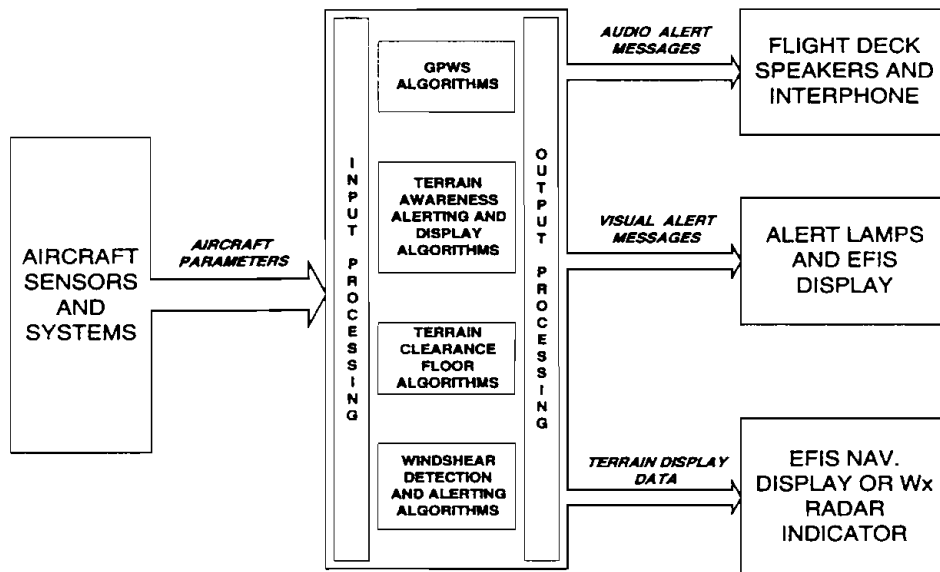 AIRCRAFT
SENSORS
AND
SYSTEMS
AIRCRAFT
PARAMETERS
INPUT PROCESSING
GPWS
ALGORITHMS
TERRAIN
AWARENESS
ALERTING AND
DISPLAY
ALGORITHMS
TERRAIN
CLEARANCE
FLOOR
ALGORITHMS
WINDSHEAR
DETECTION
AND ALERTING
ALGORITHMS
OUTPUT PROCESSING
AUDIO ALERT
MESSAGES
FLIGHT DECK
SPEAKERS AND
INTERPHONE
VISUAL ALERT
MESSAGES
ALERT LAMPS
AND EFIS
DISPLAY
TERRAIN DISPLAY
DATA
EFIS NAV.
DISPLAY OR Wx
RADAR
INDICATOR